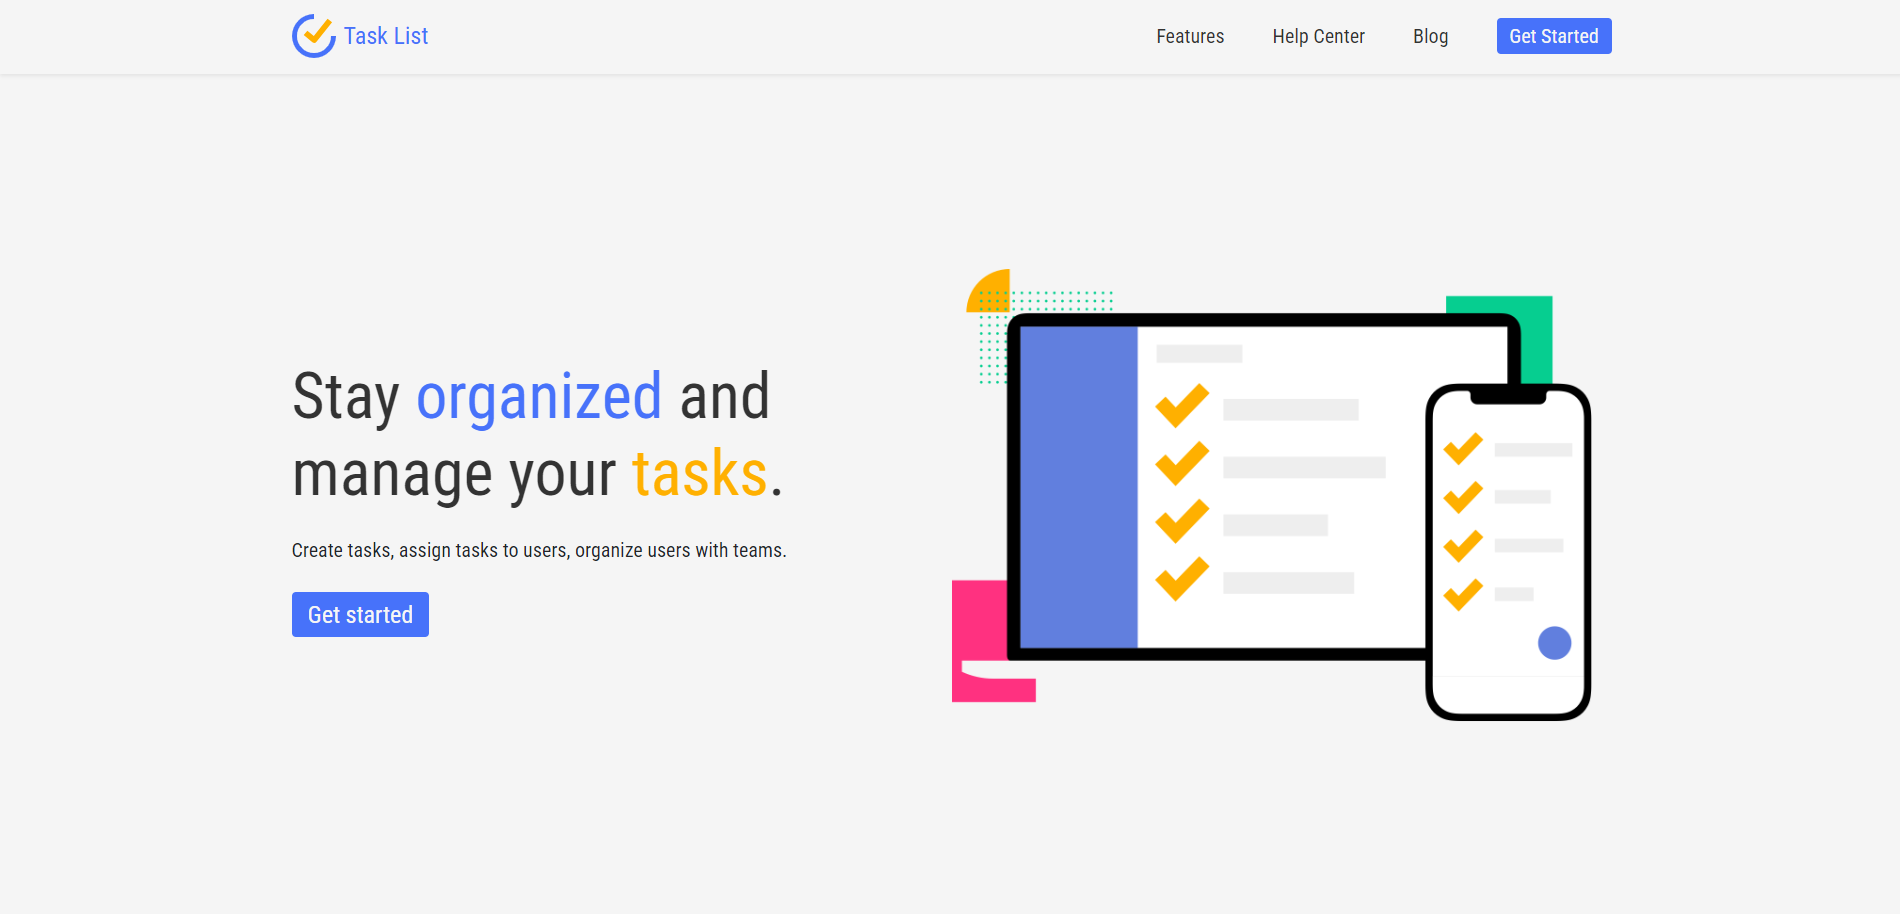 Task List
Features
Help Center
Blog
Get Started
Stay organized and
manage your tasks.
Create tasks, assign tasks to users, organize users with teams.
Get started